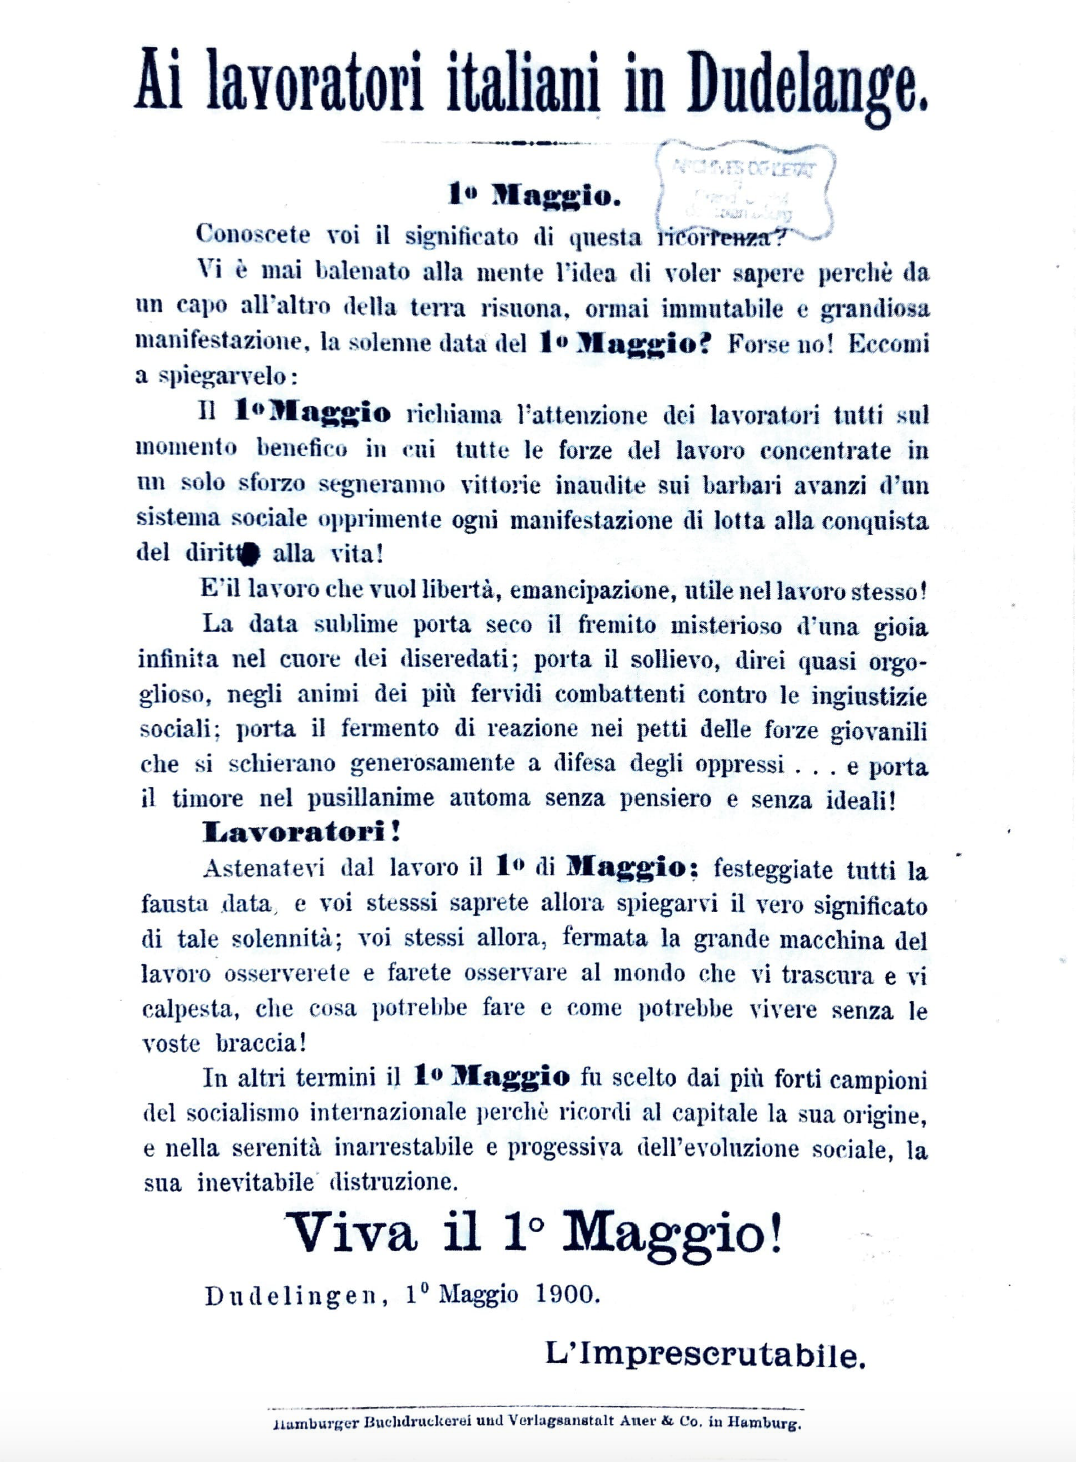 Ai lavoratori italiani in Dudelange.
1º Maggio.
ARCHIVES DE L'ETAT
Conoscete voi il significato di questa ricorrenza?
Vi è mai balenato alla mente l'idea di voler sapere perchè da
un capo all'altro della terra risuona, ormai immutabile e grandiosa
manifestazione, la solenne data del 1º Maggio? Forse no! Eccomi
a spiegarvelo:
Il 1º Maggio richiama l'attenzione dei lavoratori tutti sul
momento benefico in cui tutte le forze del lavoro concentrate in
un solo sforzo segneranno vittorie inaudite sui barbari avanzi d'un
sistema sociale opprimente ogni manifestazione di lotta alla conquista
del diritto alla vita!
E'il lavoro che vuol libertà, emancipazione, utile nel lavoro stesso!
La data sublime porta seco il fremito misterioso d'una gioia
infinita nel cuore dei diseredati; porta il sollievo, direi quasi orgo-
glioso, negli animi dei più fervidi combattenti contro le ingiustizie
sociali; porta il fermento di reazione nei petti delle forze giovanili
che si schierano generosamente a difesa degli oppressi . . . e porta
il timore nel pusillanime automa senza pensiero e senza ideali!
Lavoratori!
Astenatevi dal lavoro il 1º di Maggio; festeggiate tutti la
fausta data, e voi stesssi saprete allora spiegarvi il vero significato
di tale solennità; voi stessi allora, fermata la grande macchina del
lavoro osserverete e farete osservare al mondo che vi trascura e vi
calpesta, che cosa potrebbe fare e come potrebbe vivere senza le
voste braccia!
In altri termini il 1º Maggio fu scelto dai più forti campioni
del socialismo internazionale perchè ricordi al capitale la sua origine,
e nella serenità inarrestabile e progessiva dell'evoluzione sociale, la
sua inevitabile distruzione.
Viva il 1º Maggio!
Dudelingen, 1º Maggio 1900.
L'Imprescrutabile.
Hamburger Buchdruckerei und Verlagsanstalt Auer & Co. in Hamburg.